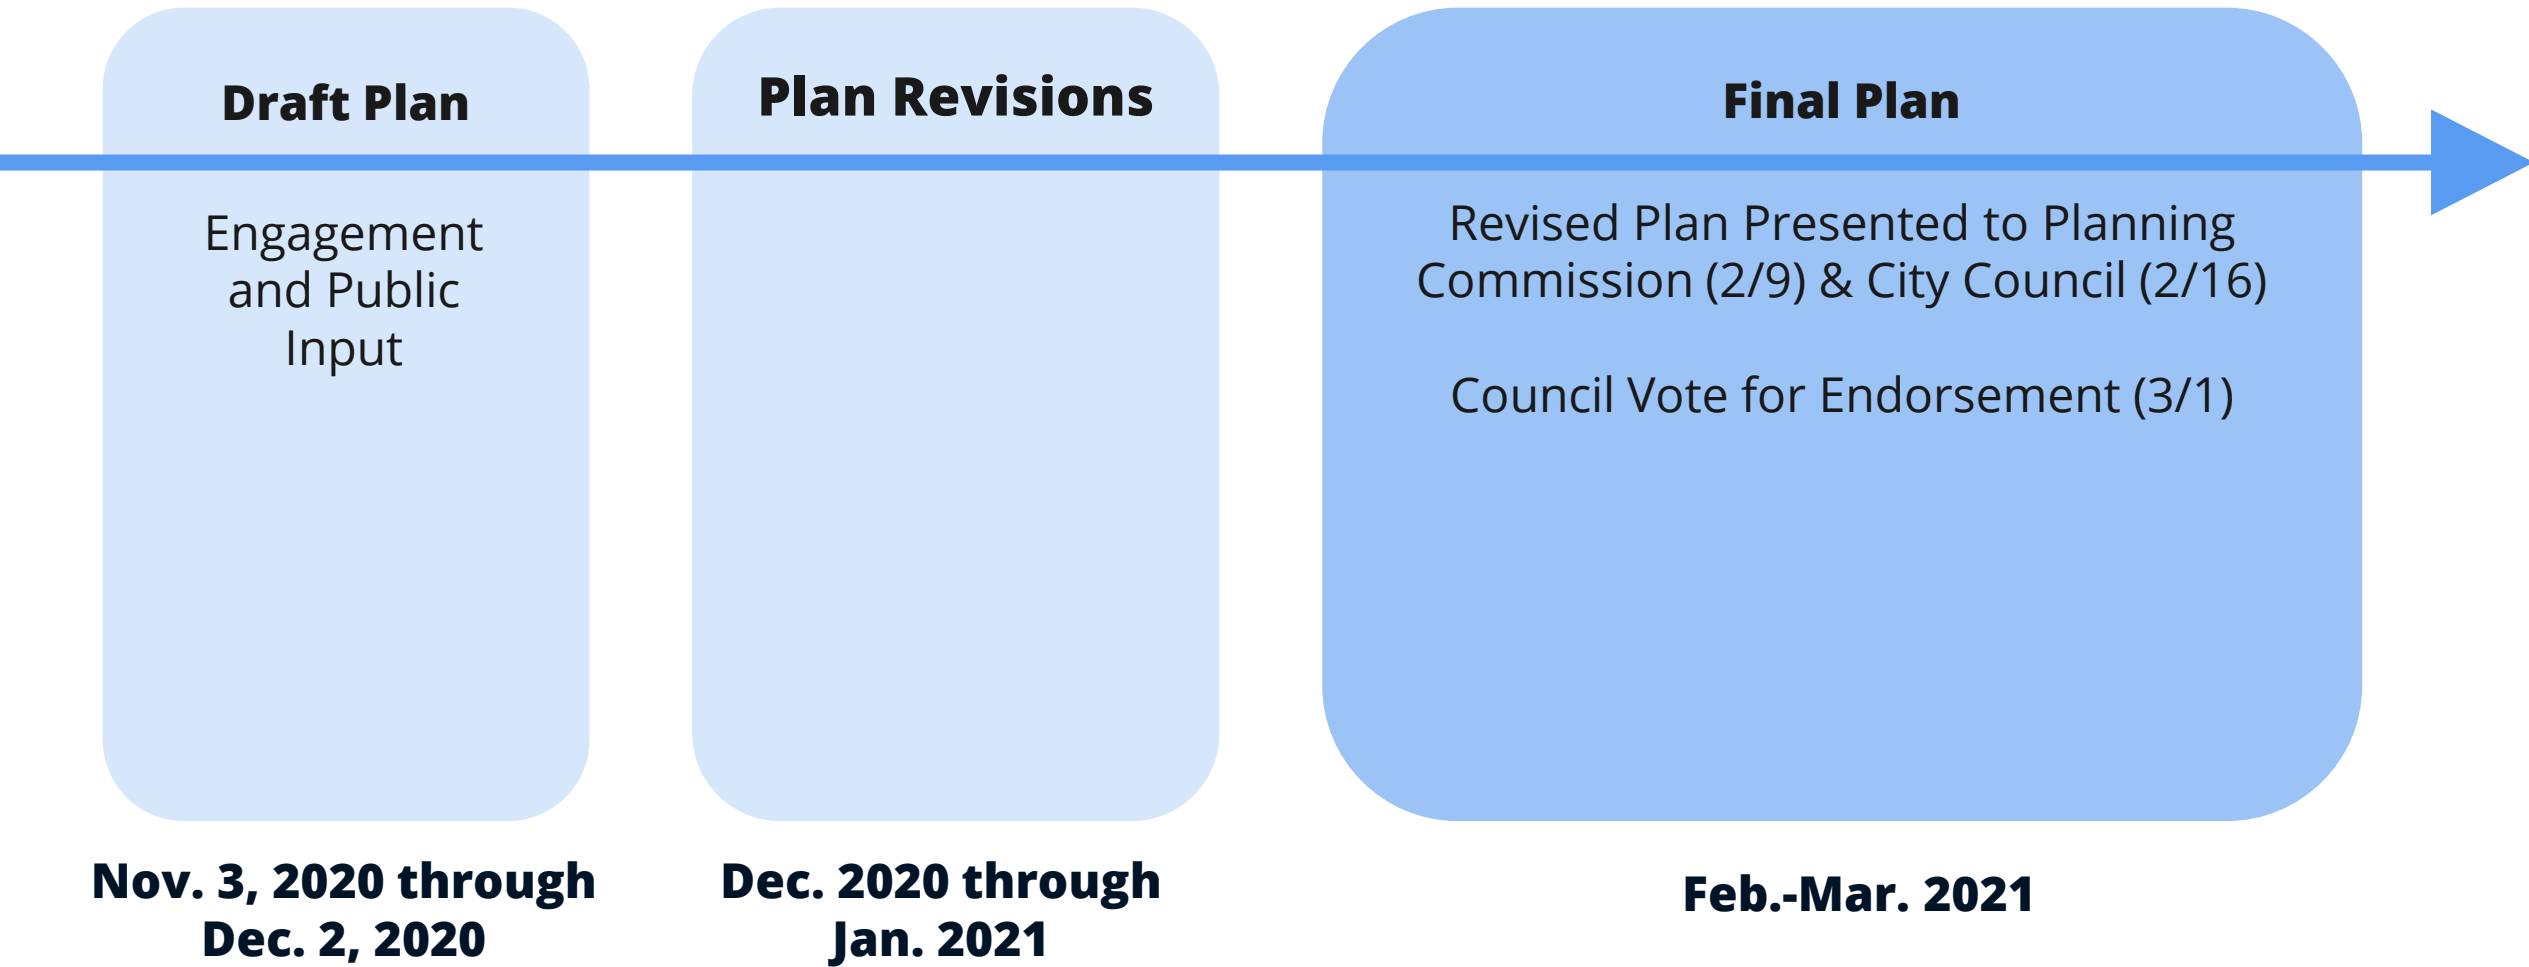 Draft Plan
Engagement
and Public
Input
Nov. 3, 2020 through
Dec. 2, 2020
Plan Revisions
Dec. 2020 through
Jan. 2021
Final Plan
Revised Plan Presented to Planning
Commission (2/9) & City Council (2/16)
Council Vote for Endorsement (3/1)
Feb.-Mar. 2021